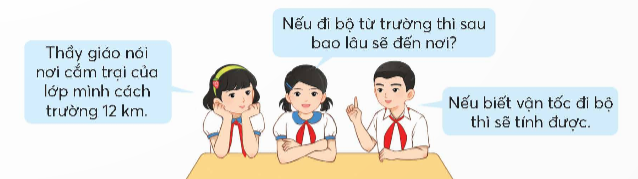 Thầy giáo nói
nơi cắm trại của
lớp mình cách
trường 12 km.
Nếu đi bộ từ trường thì sau
bao lâu sẽ đến nơi?
Nếu biết vận tốc đi bộ
thì sẽ tính được.